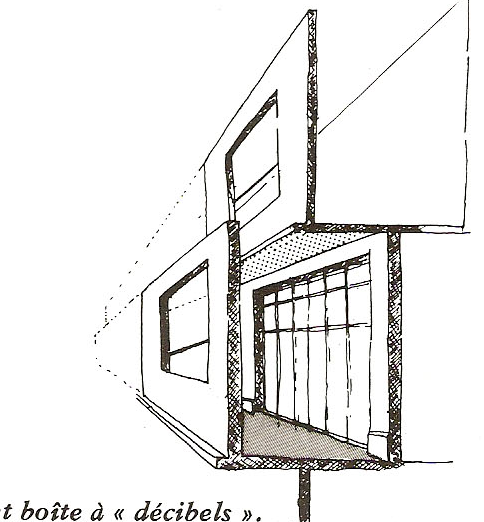 t boîte à « décibels ».